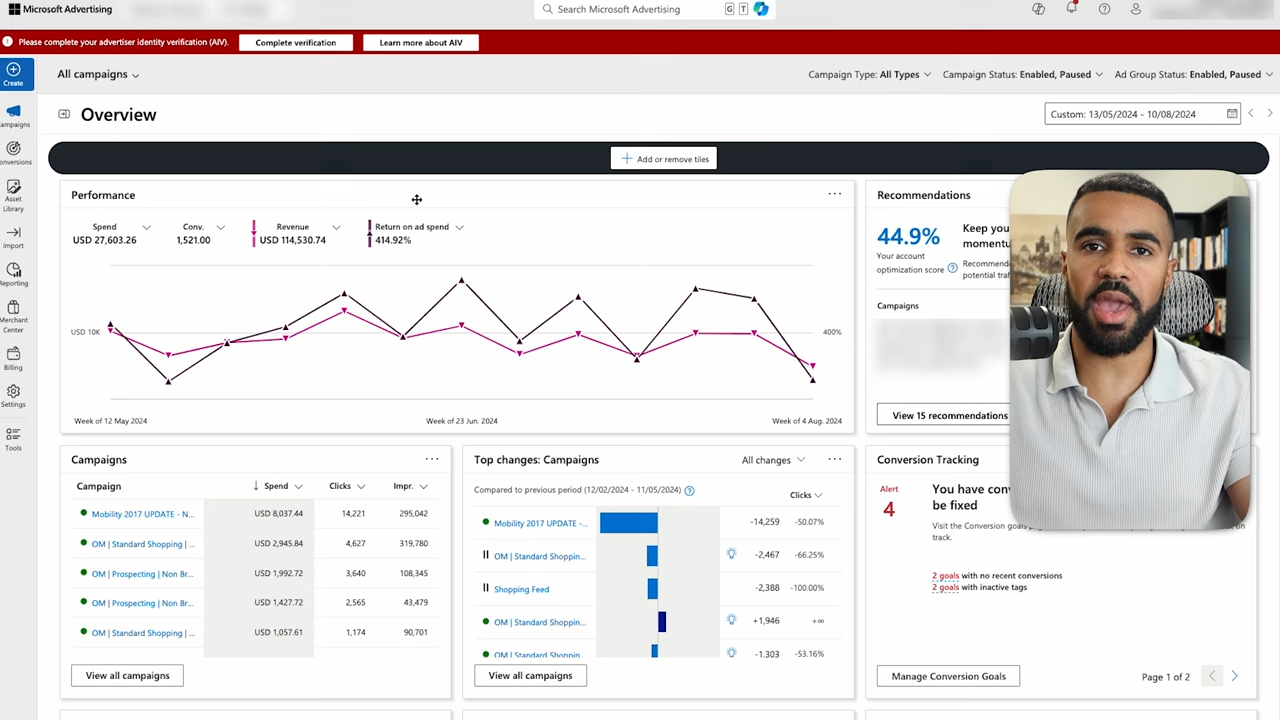 Microsoft Advertising
Search Microsoft Advertising
G T
Please complete your advertiser identity verification (AIV).
Complete verification
Learn more about AIV
Create
All campaigns
Campaign Type: All Types
Campaign Status: Enabled, Paused
Ad Group Status: Enabled, Paused
ampaigns
Overview
Custom: 13/05/2024 - 10/08/2024
onversions
Add or remove tiles
Asset
Library
Import
Reporting
Merchant
Center
Billing
Settings
Tools
Performance
Spend
USD 27,603.26
Conv.
1,521.00
Revenue
USD 114,530.74
Return on ad spend
414.92%
USD 10K
400%
Week of 12 May 2024
Week of 23 Jun. 2024
Week of 4 Aug. 2024
Recommendations
44.9%
Your account
optimization score
Keep you
momentu
Recommend
potential traf
Campaigns
View 15 recommendations
Campaigns
Campaign Spend Clicks Impr.
Mobility 2017 UPDATE - N... USD 8,037.44 14,221 295,042
OM | Standard Shopping | ... USD 2,945.84 4,627 319,780
OM | Prospecting | Non Br... USD 1,992.72 3,640 108,345
OM | Prospecting | Non Br... USD 1,427.72 2,565 43,479
OM | Standard Shopping | ... USD 1,057.61 1,174 90,701
View all campaigns
Top changes: Campaigns
All changes
Compared to previous period (12/02/2024 - 11/05/2024)
Clicks
Mobility 2017 UPDATE -... -14,259 -50.07%
OM | Standard Shoppin... -2,467 -66.25%
Shopping Feed -2,388 -100.00%
OM | Standard Shoppin... +1,946 +∞
OM | Standard Shoppin... -1,303 -53.16%
View all campaigns
Conversion Tracking
Alert
4
You have con
be fixed
Visit the Conversion goals
on
track.
2 goals with no recent conversions
2 goals with inactive tags
Manage Conversion Goals
Page 1 of 2